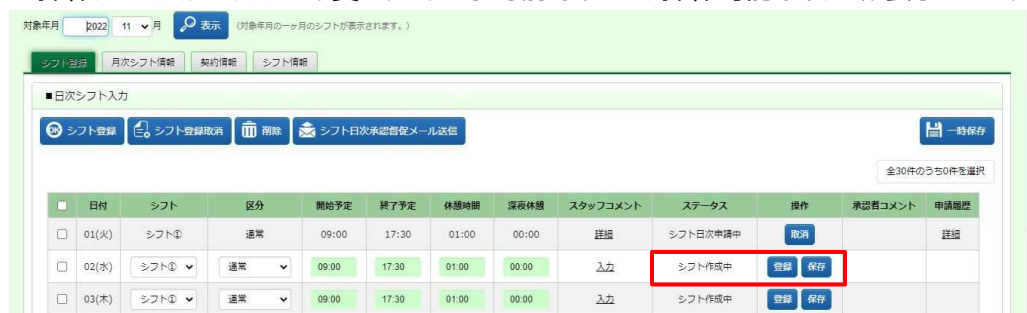 対象年月 2022 11 月 表示 (対象年月の一ヶ月のシフトが表示されます。)
シフト登録 月次シフト情報 契約情報 シフト情報
■日次シフト入力
OK シフト登録 シフト登録取消 削除 シフト日次承認督促メール送信 一時保存
全30件のうち0件を選択
日付 シフト 区分 開始予定 終了予定 休憩時間 深夜休憩 スタッフコメント ステータス 操作 承認者コメント 申請履歴
01(火) シフト① 通常 09:00 17:30 01:00 00:00 詳細 シフト日次申請中 取消 詳細
02(水) シフト① 通常 09:00 17:30 01:00 00:00 入力 シフト作成中 登録 保存
03(木) シフト① 通常 09:00 17:30 01:00 00:00 入力 シフト作成中 登録 保存